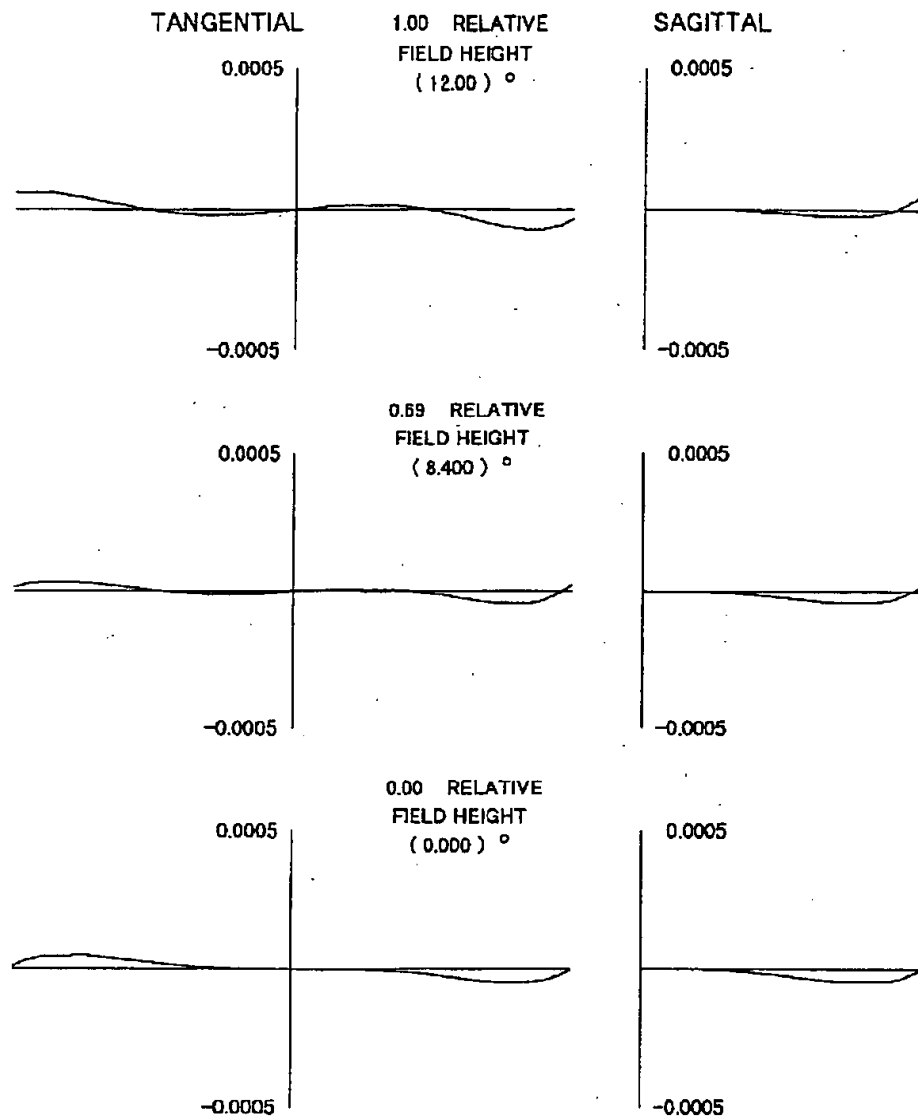 TANGENTIAL
1.00 RELATIVE
FIELD HEIGHT
(12.00) °
SAGITTAL
0.0005
0.0005
-0.0005
-0.0005
0.69 RELATIVE
FIELD HEIGHT
(8.400) °
0.0005
0.0005
-0.0005
-0.0005
0.00 RELATIVE
FIELD HEIGHT
(0.000) °
0.0005
0.0005
-0.0005
-0.0005